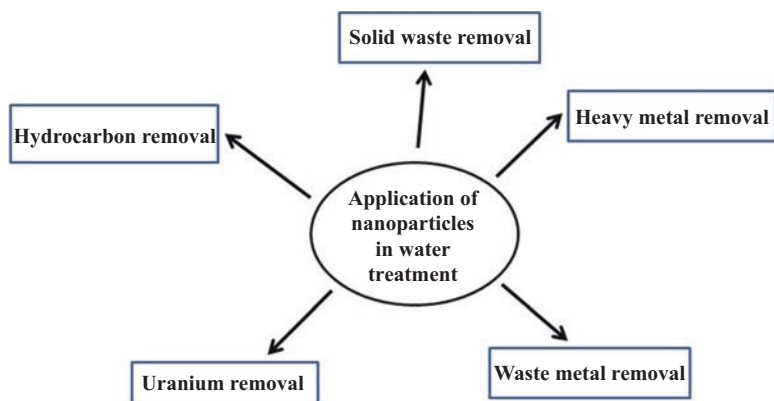 Solid waste removal
Hydrocarbon removal
Heavy metal removal
Application of
nanoparticles
in water
treatment
Uranium removal
Waste metal removal